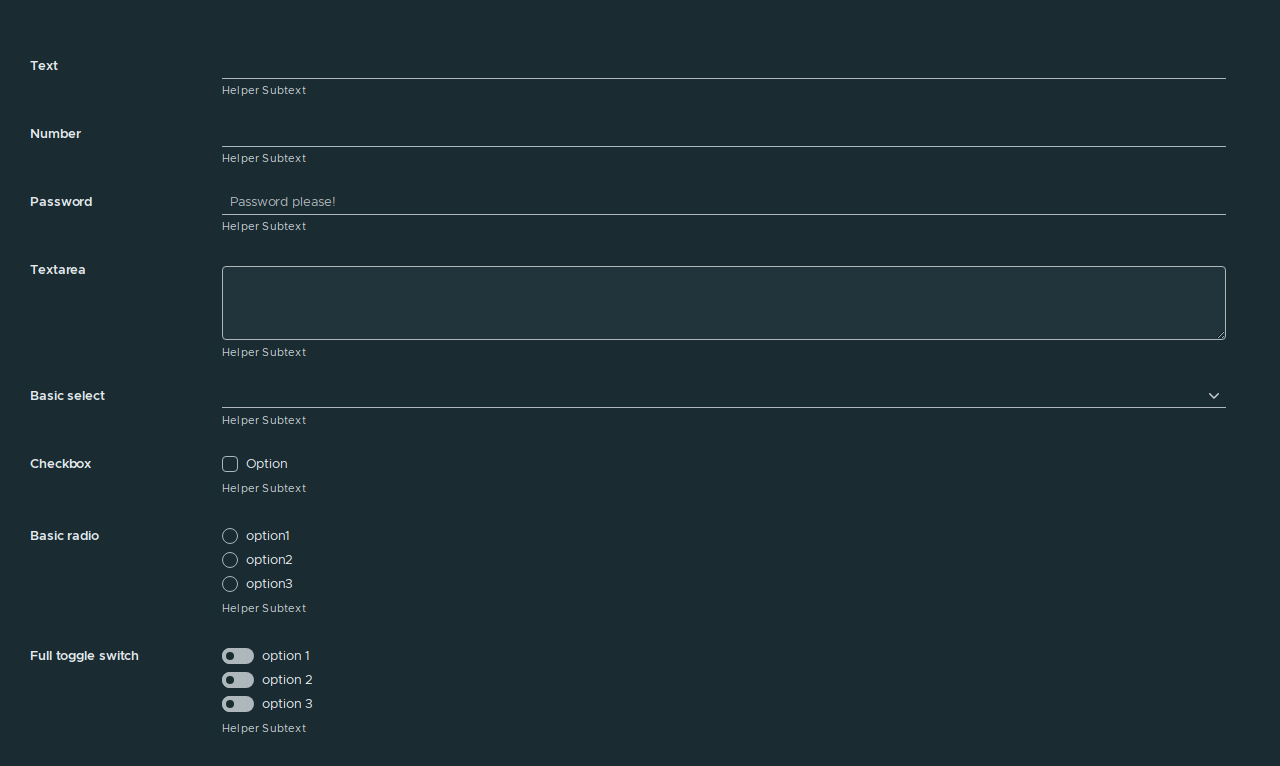 Text
Helper Subtext
Number
Helper Subtext
Password Password please!
Helper Subtext
Textarea
Helper Subtext
Basic select
Helper Subtext
Checkbox Option
Helper Subtext
Basic radio option1
option2
option3
Helper Subtext
Full toggle switch option 1
option 2
option 3
Helper Subtext